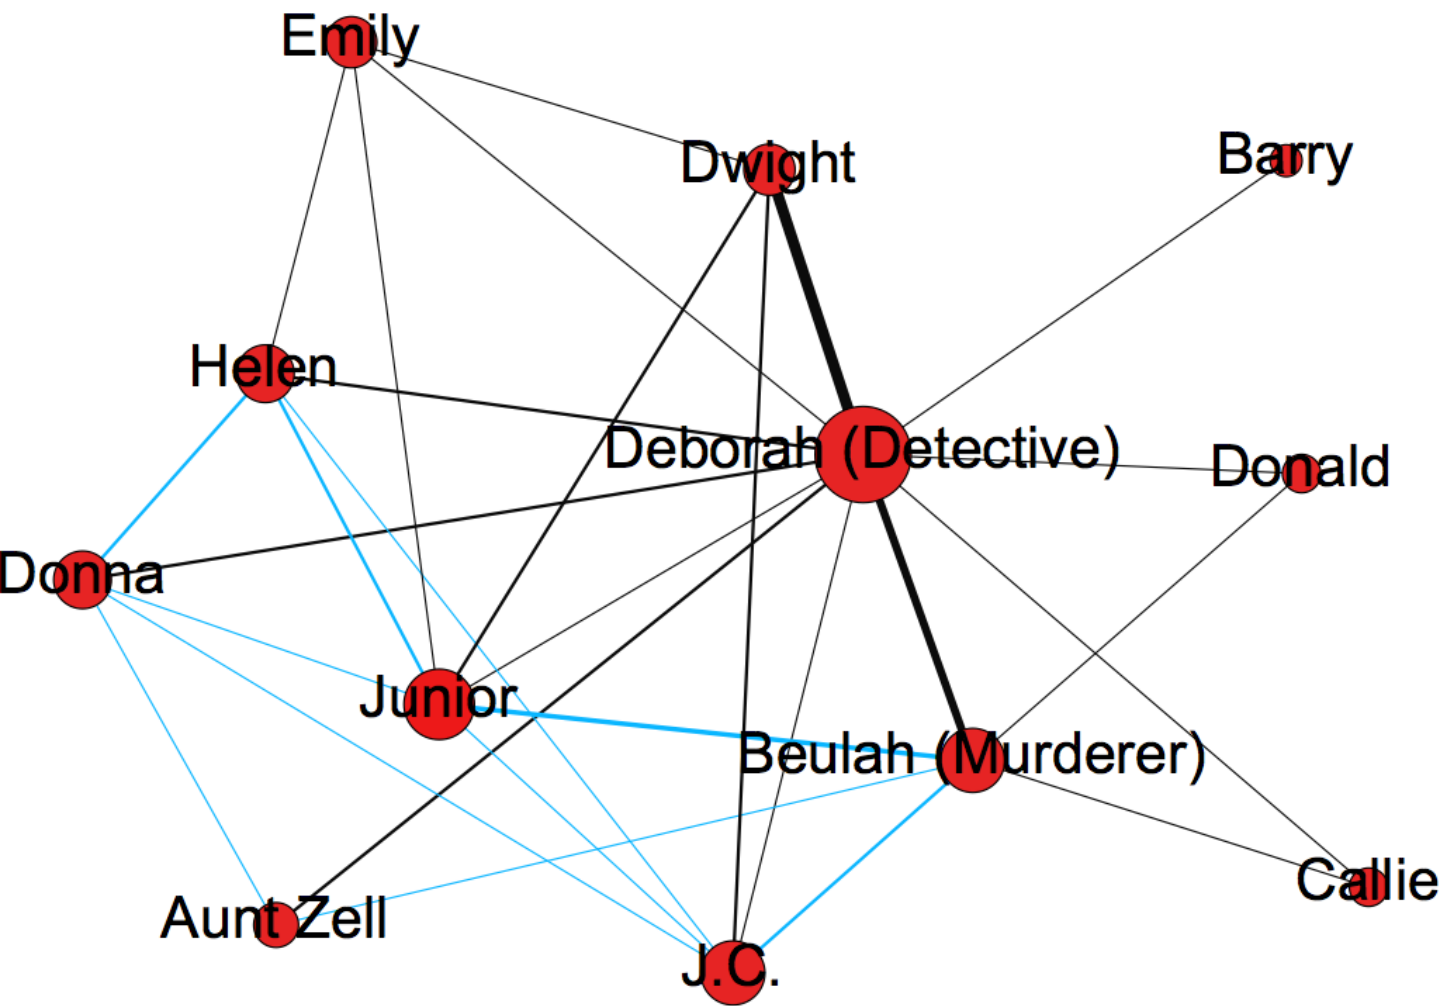 Emily
Dwight
Barry
Helen
Deborah (Detective)
Donald
Donna
Junior
Beulah (Murderer)
Callie
Aunt Zell
J.C.